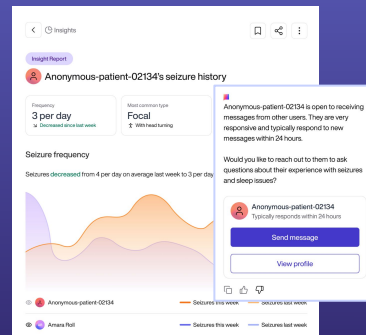 Insights
Insight Report
Anonymous-patient-02134's seizure history
Frequency
3 per day
Decreased since last week
Most common type
Focal
With head turning
Seizure frequency
Seizures decreased from 4 per day on average last week to 3 per day
Anonymous-patient-02134
Seizures this week
Seizures last week
Amara Roll
Seizures this week
Seizures last week
Anonymous-patient-02134 is open to receiving
messages from other users. They are very
responsive and typically respond to new
messages within 24 hours.
Would you like to reach out to them to ask
questions about their experience with seizures
and sleep issues?
Anonymous-patient-02134
Typically responds within 24 hours
Send message
View profile